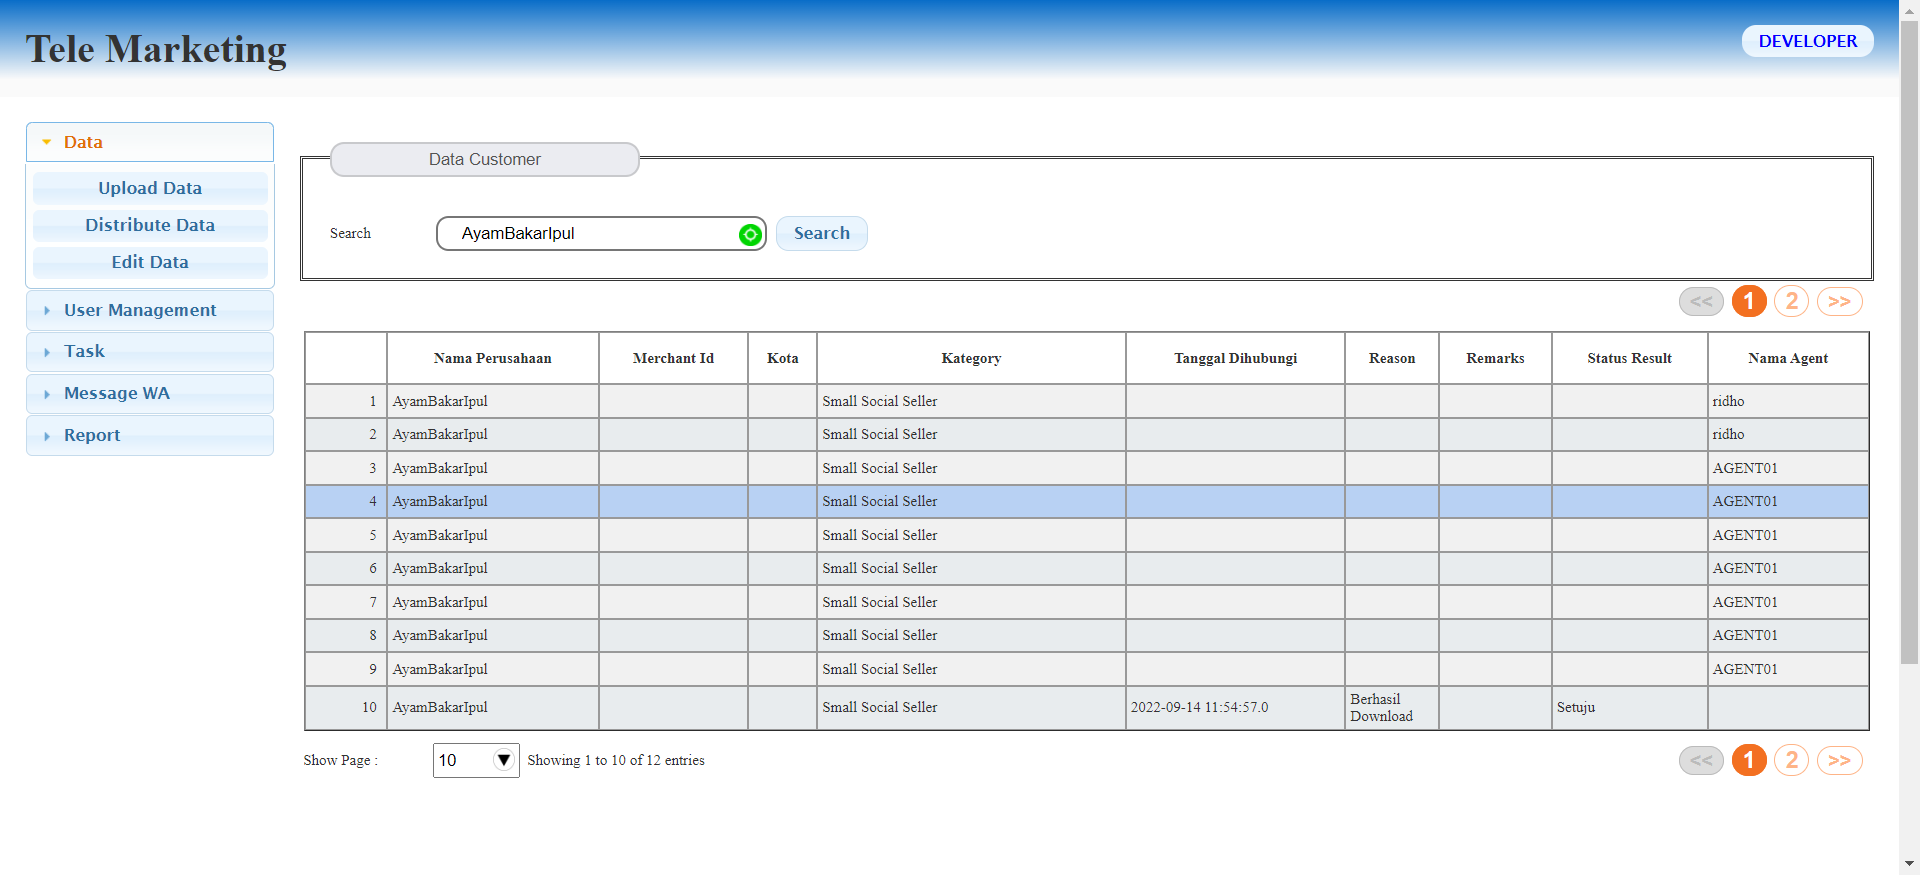 Tele Marketing
DEVELOPER
Data
Upload Data
Distribute Data
Edit Data
User Management
Task
Message WA
Report
Data Customer
Search AyamBakarIpul Search
<< 1 2 >>
Nama Perusahaan Merchant Id Kota Kategory Tanggal Dihubungi Reason Remarks Status Result Nama Agent
1 AyamBakarIpul Small Social Seller ridho
2 AyamBakarIpul Small Social Seller ridho
3 AyamBakarIpul Small Social Seller AGENT01
4 AyamBakarIpul Small Social Seller AGENT01
5 AyamBakarIpul Small Social Seller AGENT01
6 AyamBakarIpul Small Social Seller AGENT01
7 AyamBakarIpul Small Social Seller AGENT01
8 AyamBakarIpul Small Social Seller AGENT01
9 AyamBakarIpul Small Social Seller AGENT01
10 AyamBakarIpul Small Social Seller 2022-09-14 11:54:57.0 Berhasil Download Setuju
Show Page : 10 Showing 1 to 10 of 12 entries
<< 1 2 >>